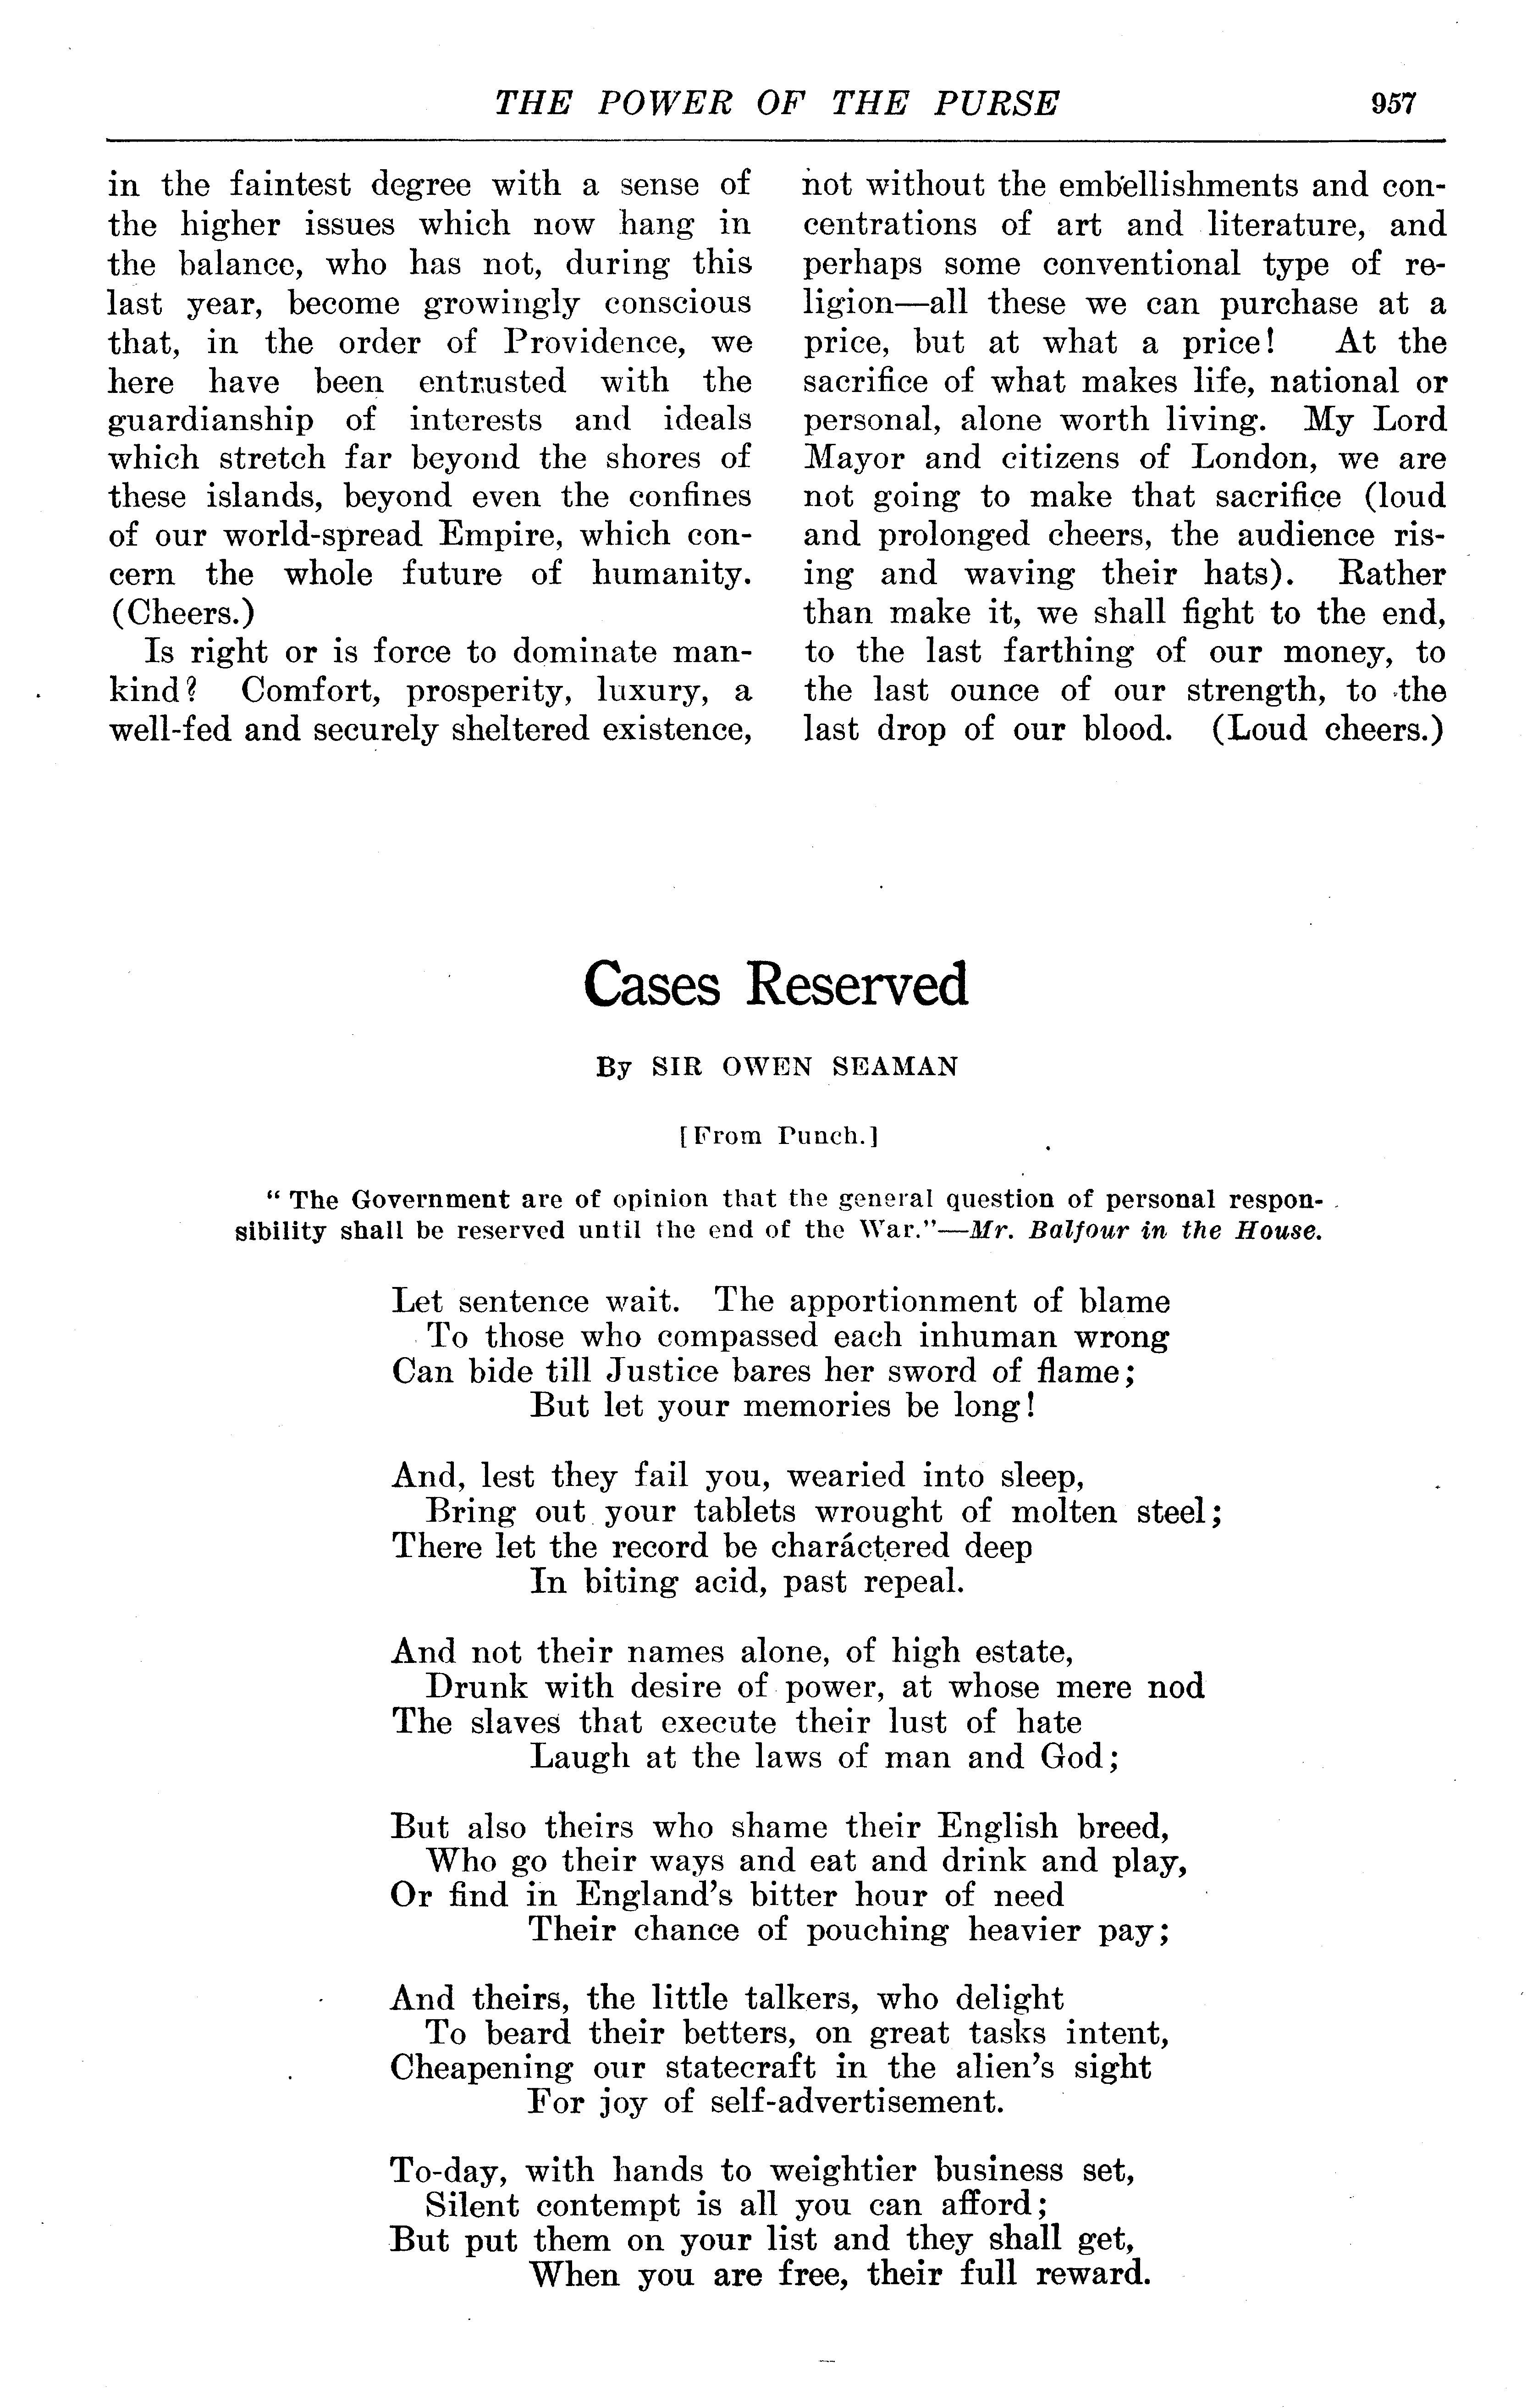 THE POWER OF THE PURSE 957
in the faintest degree with a sense of
the higher issues which now hang in
the balance, who has not, during this
last year, become growingly conscious
that, in the order of Providence, we
here have been entrusted with the
guardianship of interests and ideals
which stretch far beyond the shores of
these islands, beyond even the confines
of our world-spread Empire, which con-
cern the whole future of humanity.
(Cheers.)
Is right or is force to dominate man-
kind? Comfort, prosperity, luxury, a
well-fed and securely sheltered existence,
not without the embellishments and con-
centrations of art and literature, and
perhaps some conventional type of re-
ligion—all these we can purchase at a
price, but at what a price! At the
sacrifice of what makes life, national or
personal, alone worth living. My Lord
Mayor and citizens of London, we are
not going to make that sacrifice (loud
and prolonged cheers, the audience ris-
ing and waving their hats). Rather
than make it, we shall fight to the end,
to the last farthing of our money, to
the last ounce of our strength, to the
last drop of our blood. (Loud cheers.)
Cases Reserved
By SIR OWEN SEAMAN
[From Punch.]
"The Government are of opinion that the general question of personal respon-
sibility shall be reserved until the end of the War."—Mr. Balfour in the House.
Let sentence wait. The apportionment of blame
To those who compassed each inhuman wrong
Can bide till Justice bares her sword of flame;
But let your memories be long!
And, lest they fail you, wearied into sleep,
Bring out your tablets wrought of molten steel;
There let the record be charáctered deep
In biting acid, past repeal.
And not their names alone, of high estate,
Drunk with desire of power, at whose mere nod
The slaves that execute their lust of hate
Laugh at the laws of man and God;
But also theirs who shame their English breed,
Who go their ways and eat and drink and play,
Or find in England's bitter hour of need
Their chance of pouching heavier pay;
And theirs, the little talkers, who delight
To beard their betters, on great tasks intent,
Cheapening our statecraft in the alien's sight
For joy of self-advertisement.
To-day, with hands to weightier business set,
Silent contempt is all you can afford;
But put them on your list and they shall get,
When you are free, their full reward.